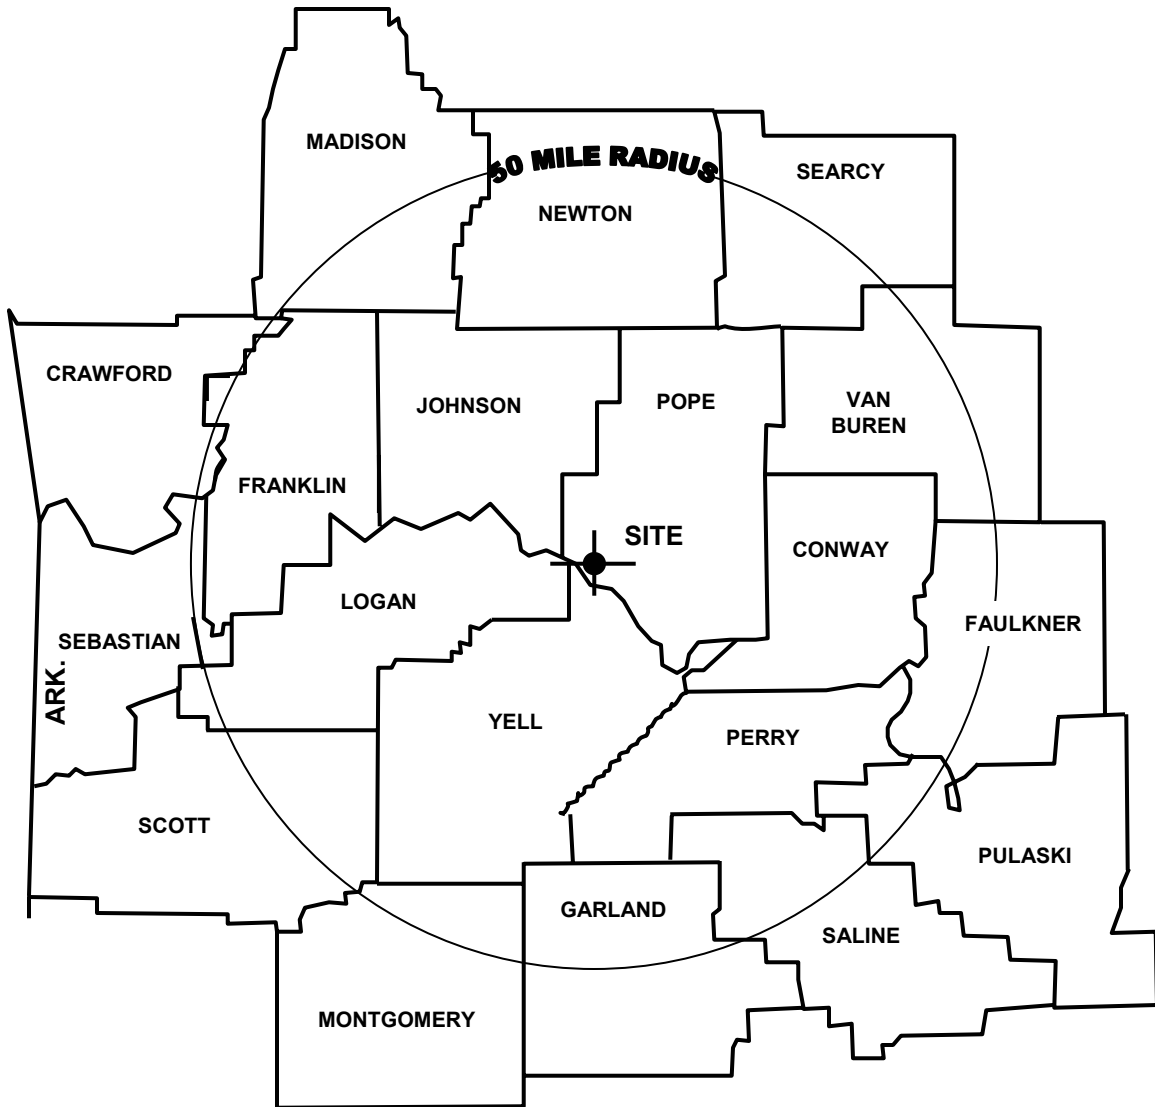 MADISON
50 MILE RADIUS
SEARCY
NEWTON
CRAWFORD
JOHNSON
POPE
VAN
BUREN
FRANKLIN
SITE
CONWAY
LOGAN
FAULKNER
SEBASTIAN
ARK.
YELL
PERRY
SCOTT
PULASKI
GARLAND
SALINE
MONTGOMERY